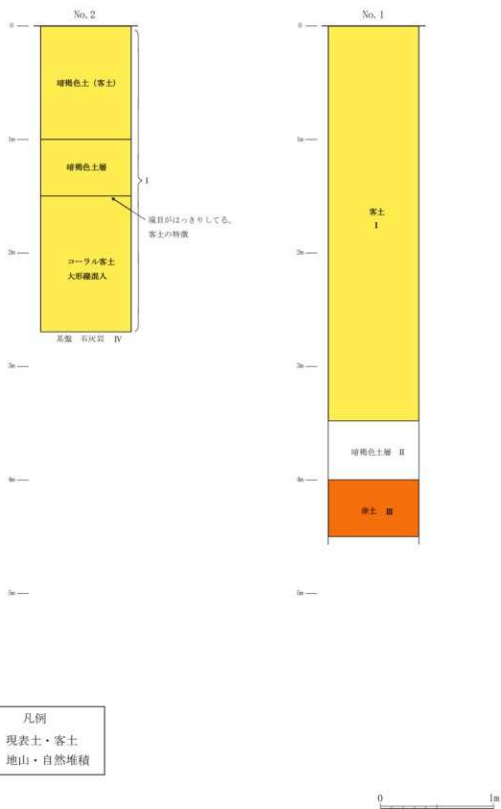 No. 2
0
1m
2m
3m
4m
5m
暗褐色土（客土）
暗褐色土層
コーラル客土
大形礫混入
基盤 石灰岩 Ⅳ
Ⅰ
境目がはっきりしてる。
客土の特徴
No. 1
0
1m
2m
3m
4m
5m
客土
Ⅰ
暗褐色土層 Ⅱ
赤土 Ⅲ
凡例
現表土・客土
地山・自然堆積
0 1m